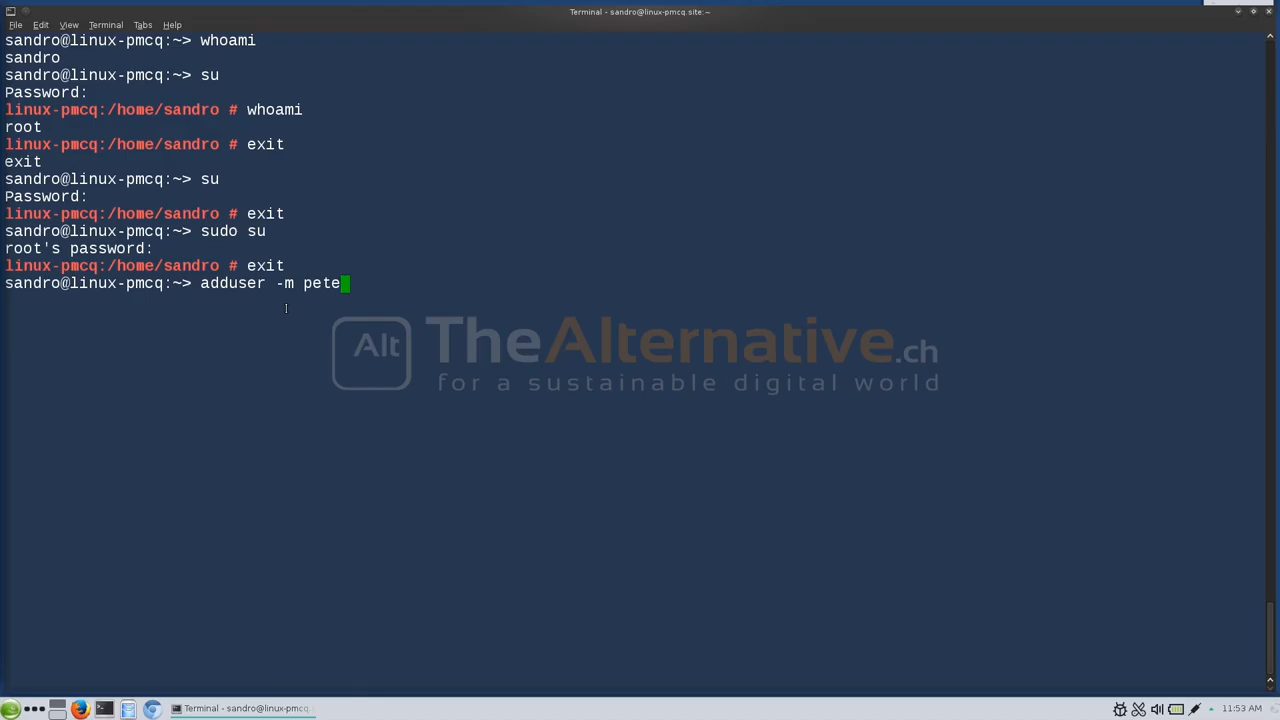 Terminal - sandro@linux-pmcq.site:~
File Edit View Terminal Tabs Help
sandro@linux-pmcq:~> whoami
sandro
sandro@linux-pmcq:~> su
Password:
linux-pmcq:/home/sandro # whoami
root
linux-pmcq:/home/sandro # exit
exit
sandro@linux-pmcq:~> su
Password:
linux-pmcq:/home/sandro # exit
sandro@linux-pmcq:~> sudo su
root's password:
linux-pmcq:/home/sandro # exit
sandro@linux-pmcq:~> adduser -m pete
Alt TheAlternative.ch
for a sustainable digital world
Terminal - sandro@linux-pmcq.
11:53 AM